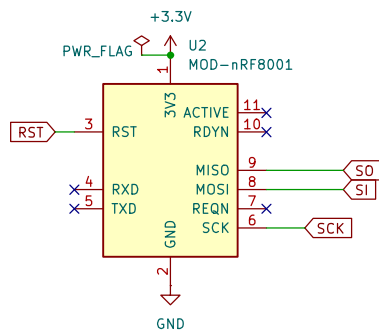 +3.3V
PWR_FLAG
U2
MOD-nRF8001
1
3V3
ACTIVE 11
RST 3 RST
RDYN 10
MISO 9 SO
4 RXD
MOSI 8 SI
5 TXD
REQN 7
SCK 6 SCK
GND
2
GND